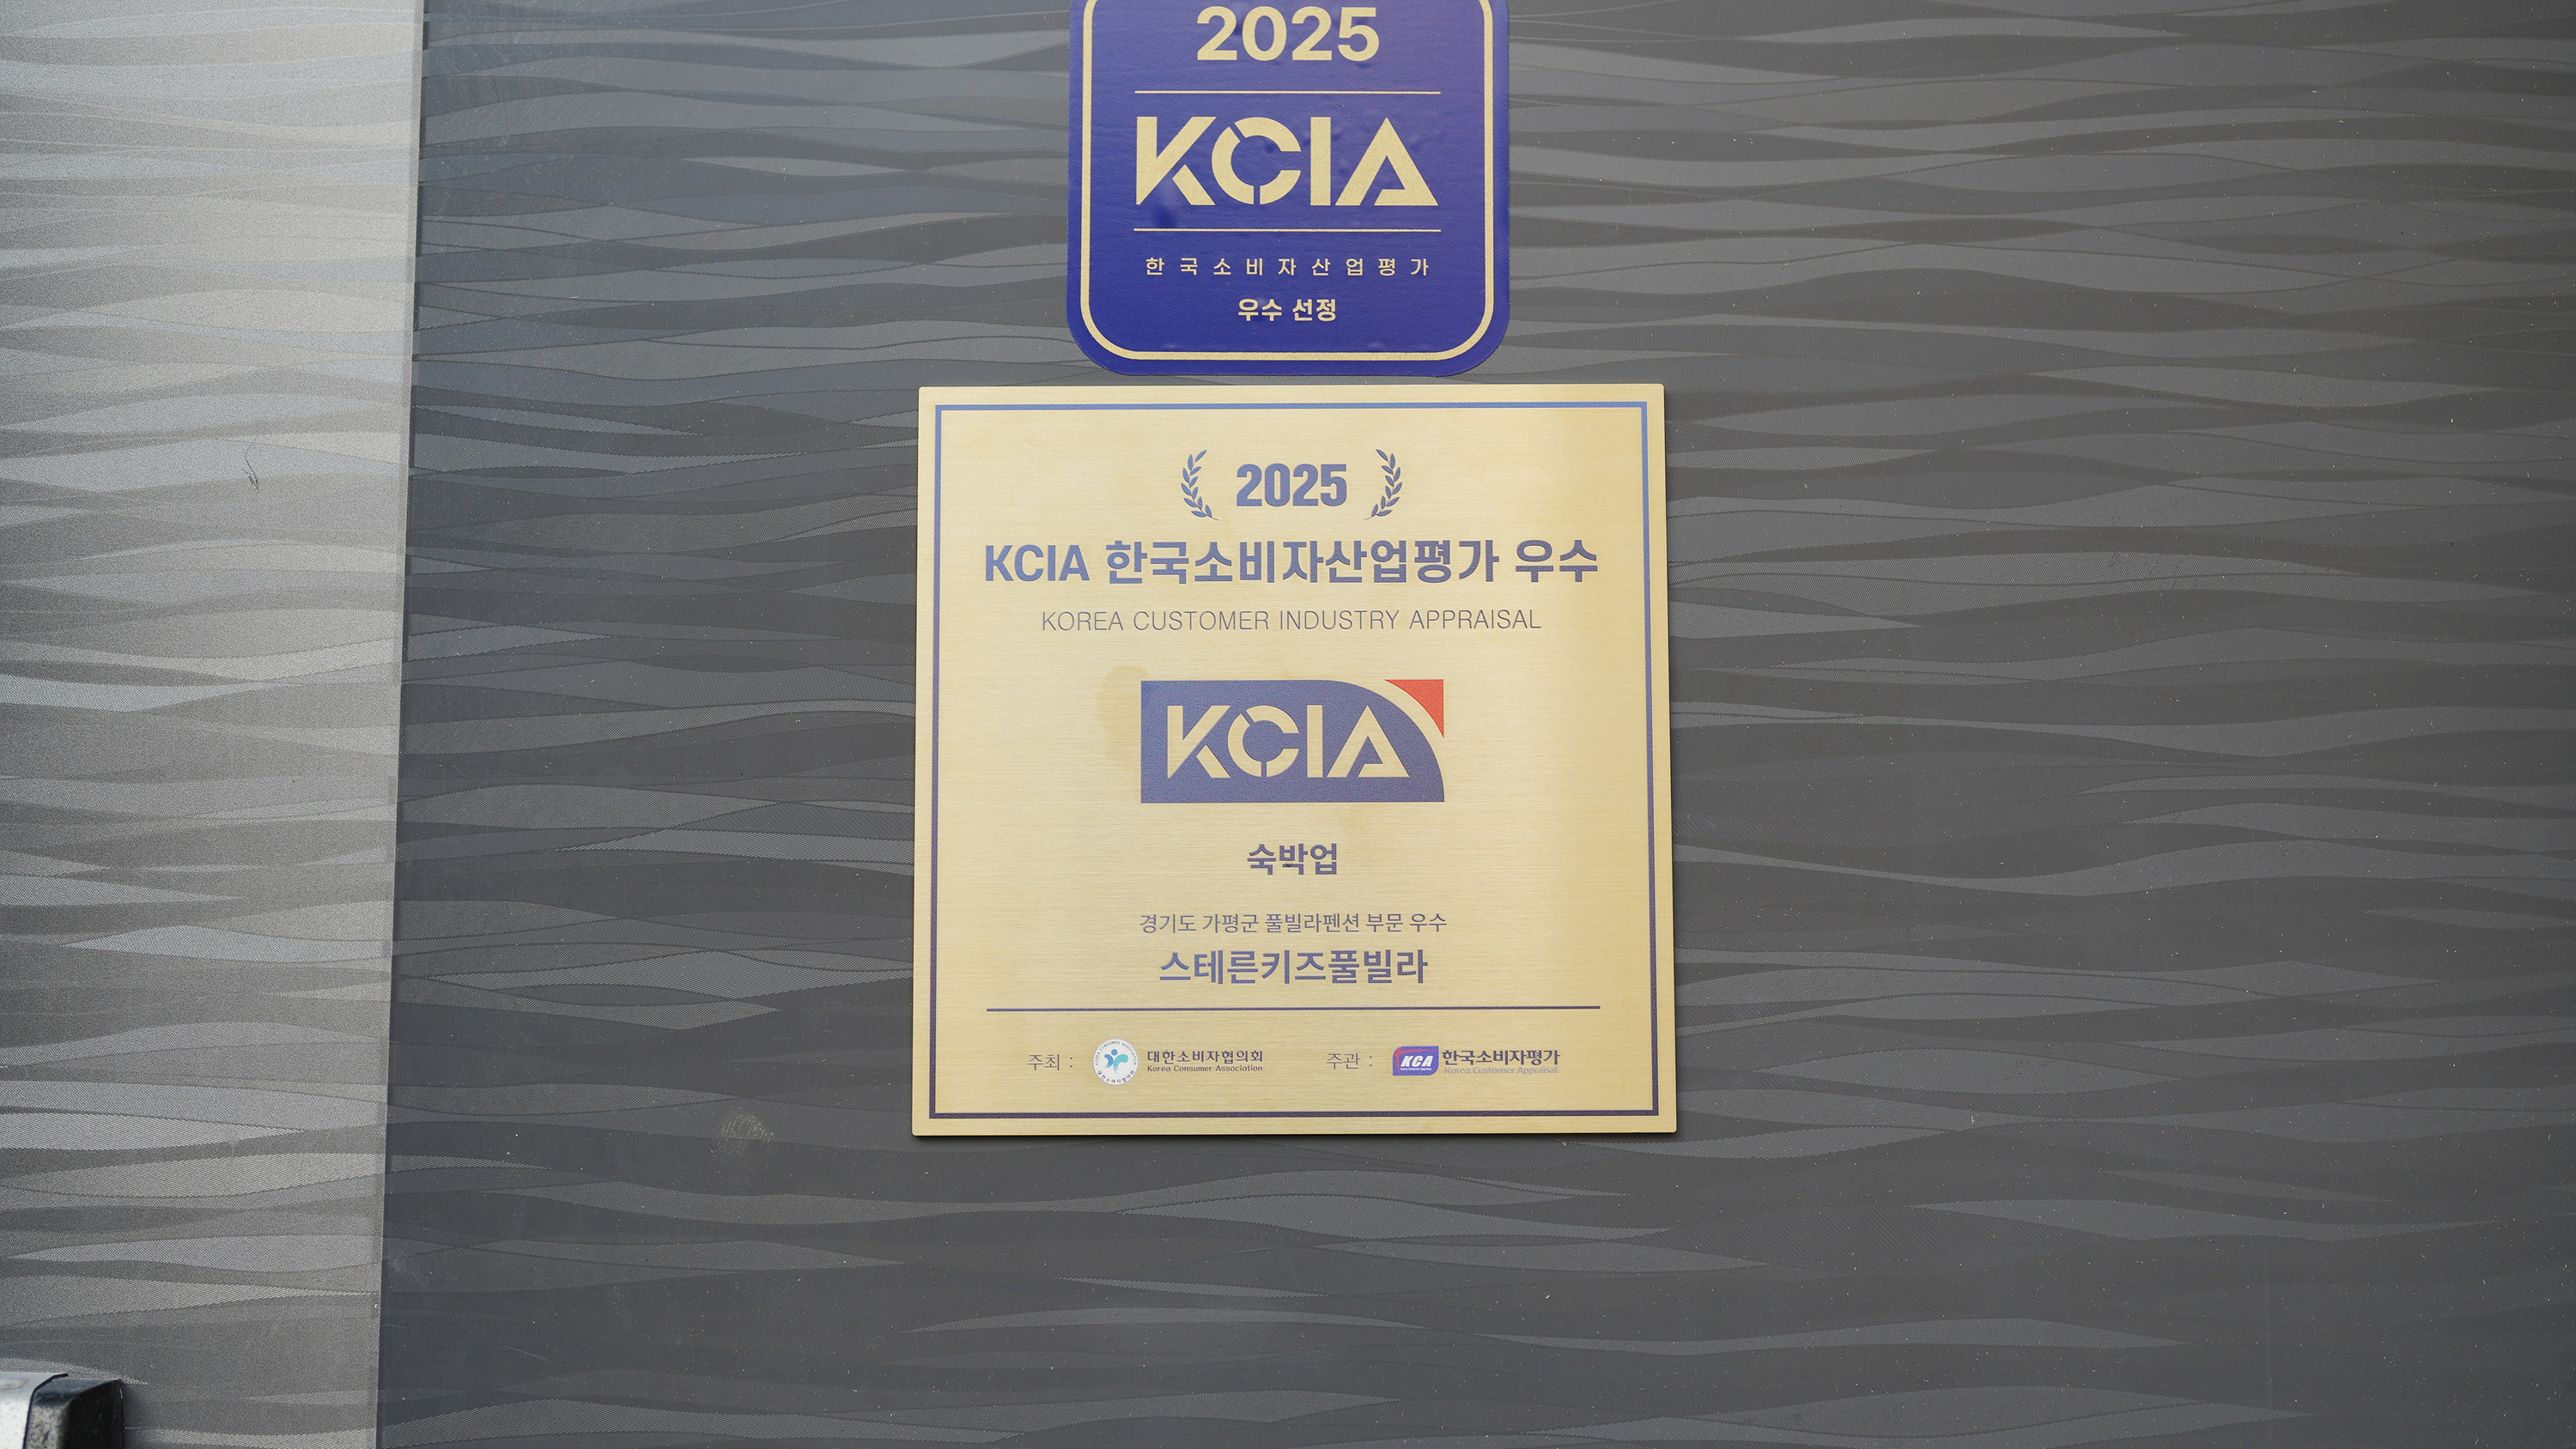 2025
KCIA
한국소비자산업평가
우수 선정
2025
KCIA 한국소비자산업평가 우수
KOREA CUSTOMER INDUSTRY APPRAISAL
KCIA
숙박업
경기도 가평군 풀빌라펜션 부문 우수
스테른키즈풀빌라
주최 : 대한소비자협의회 주관 : KCA 한국소비자평가
Korea Consumer Association Korea Customer Appraisal